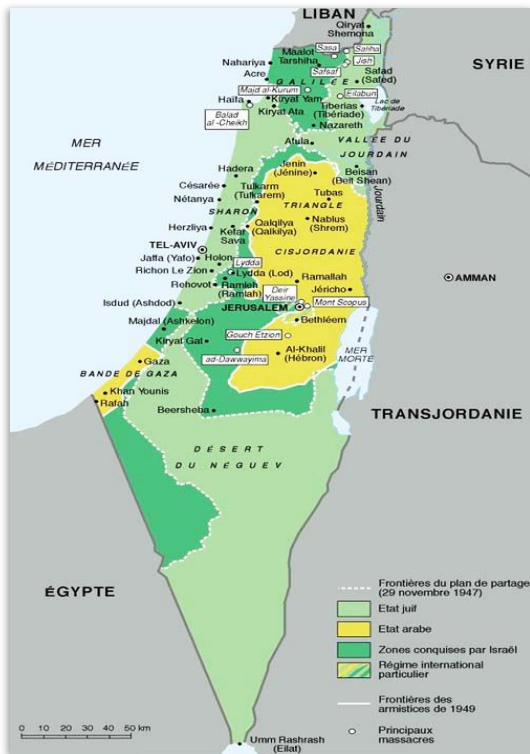 LIBAN
Qiryat
Shemona
SYRIE
Sasa
Saliha
Maalot
Tarshiha
Jish
Nahariya
Safsaf
Acre
GALILÉE
Safad
(Safed)
Majd al-Kurum
Eilabun
Haïfa
Kiryat Yam
Tiberias
(Tibériade)
Lac de
Tibériade
Kiryat Ata
Balad
al-Cheikh
Nazareth
MER
MÉDITERRANÉE
Afula
VALLÉE DU
JOURDAIN
Hadera
Jenin
(Jénine)
Beisan
(Beit Shean)
Jourdain
Césarée
Tulkarm
(Tulkarem)
Tubas
Nétanya
TRIANGLE
SHARON
Nablus
(Shrem)
Qalqilya
(Qalkilya)
Herzliya
Kefar
Sava
CISJORDANIE
TEL-AVIV
Jaffa (Yafo)
Holon
Lydda
AMMAN
Richon Le Zion
Lydda (Lod)
Ramallah
Rehovot
Ramleh
(Ramlah)
Jéricho
Deir
Yassine
Mont Scopus
Isdud (Ashdod)
JERUSALEM
Majdal (Ashkelon)
Bethléem
Gouch Etzion
Kiryat Gat
MER
MORTE
Gaza
Al-Khalil
(Hébron)
BANDE DE GAZA
ad-Dawwayima
Khan Younis
Rafah
TRANSJORDANIE
Beersheba
DÉSERT
DU NÉGUEV
ÉGYPTE
Frontières du plan de partage
(29 novembre 1947)
Etat juif
Etat arabe
Zones conquises par Israël
Régime international
particulier
Frontières des
armistices de 1949
Principaux
massacres
0 10 20 30 40 50 km
Umm Rashrash
(Eilat)